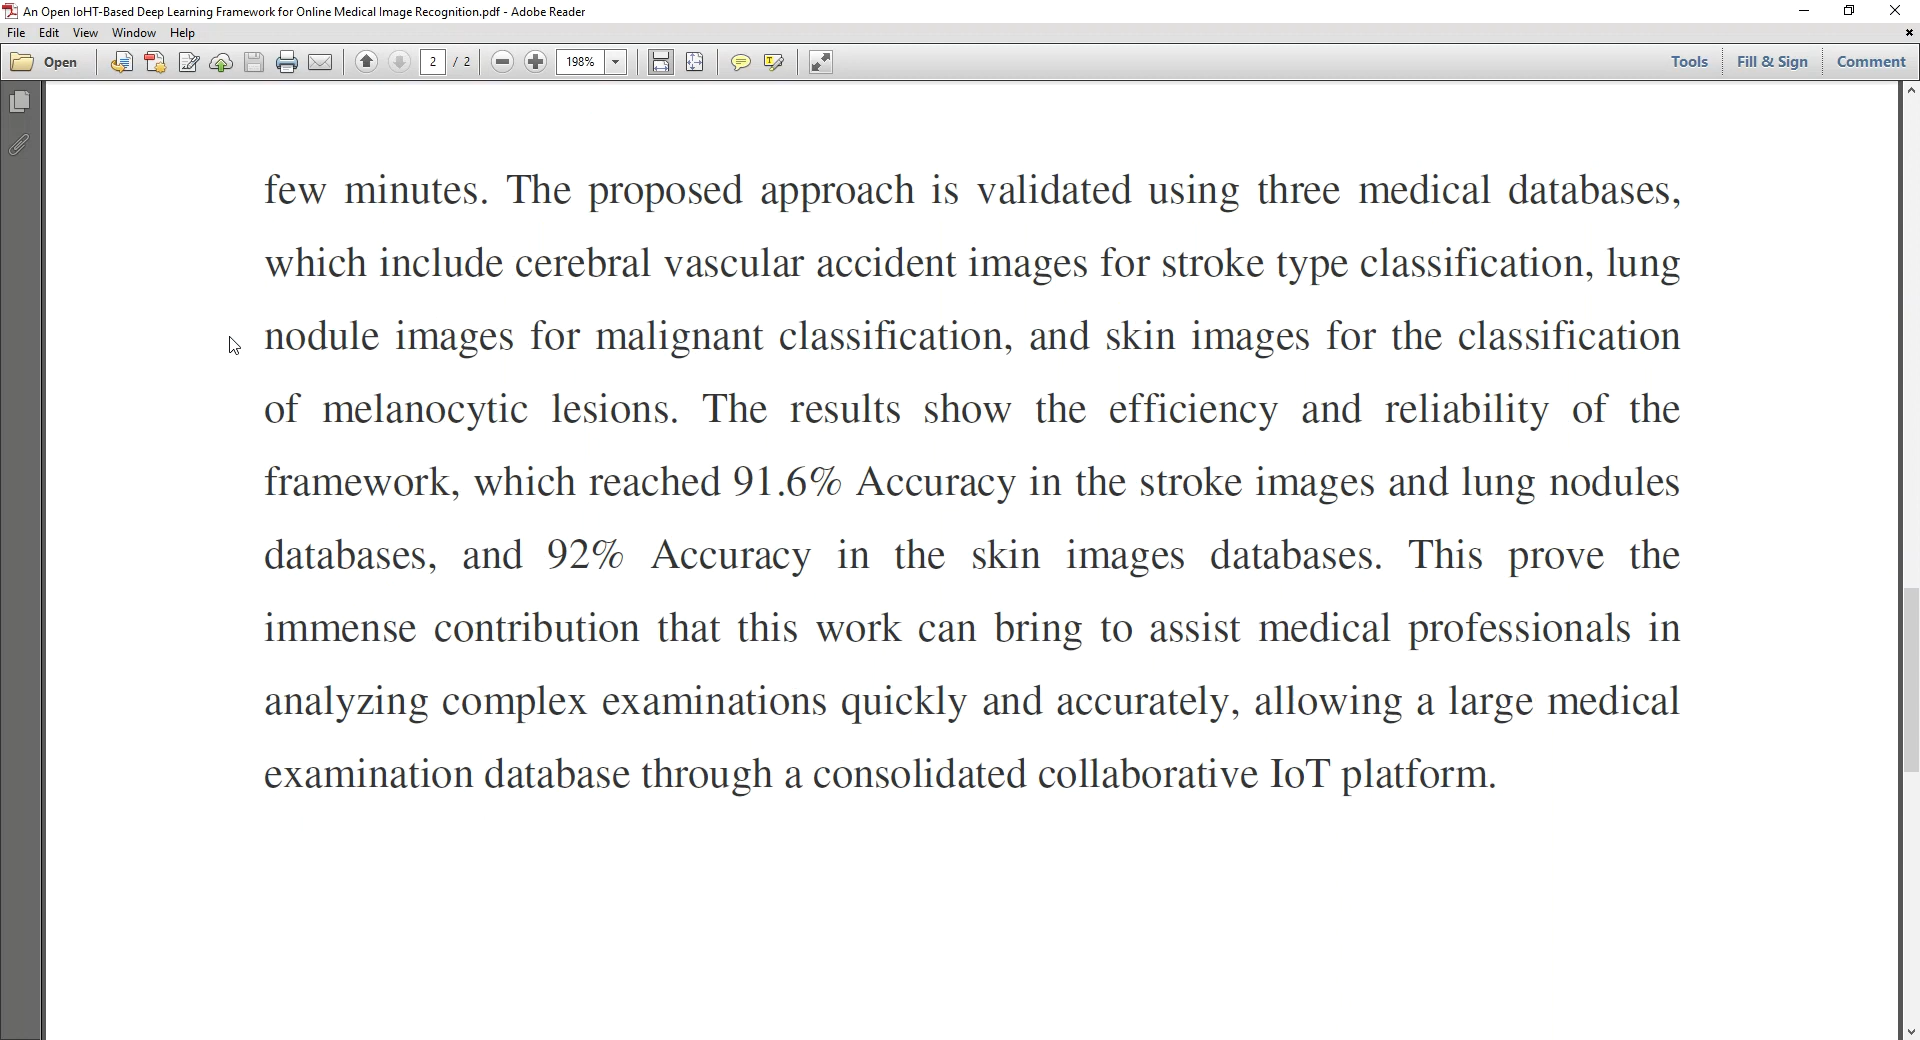 An Open IoHT-Based Deep Learning Framework for Online Medical Image Recognition.pdf - Adobe Reader
File Edit View Window Help
Open 2 / 2 198% Tools Fill & Sign Comment
few minutes. The proposed approach is validated using three medical databases,
which include cerebral vascular accident images for stroke type classification, lung
nodule images for malignant classification, and skin images for the classification
of melanocytic lesions. The results show the efficiency and reliability of the
framework, which reached 91.6% Accuracy in the stroke images and lung nodules
databases, and 92% Accuracy in the skin images databases. This prove the
immense contribution that this work can bring to assist medical professionals in
analyzing complex examinations quickly and accurately, allowing a large medical
examination database through a consolidated collaborative IoT platform.